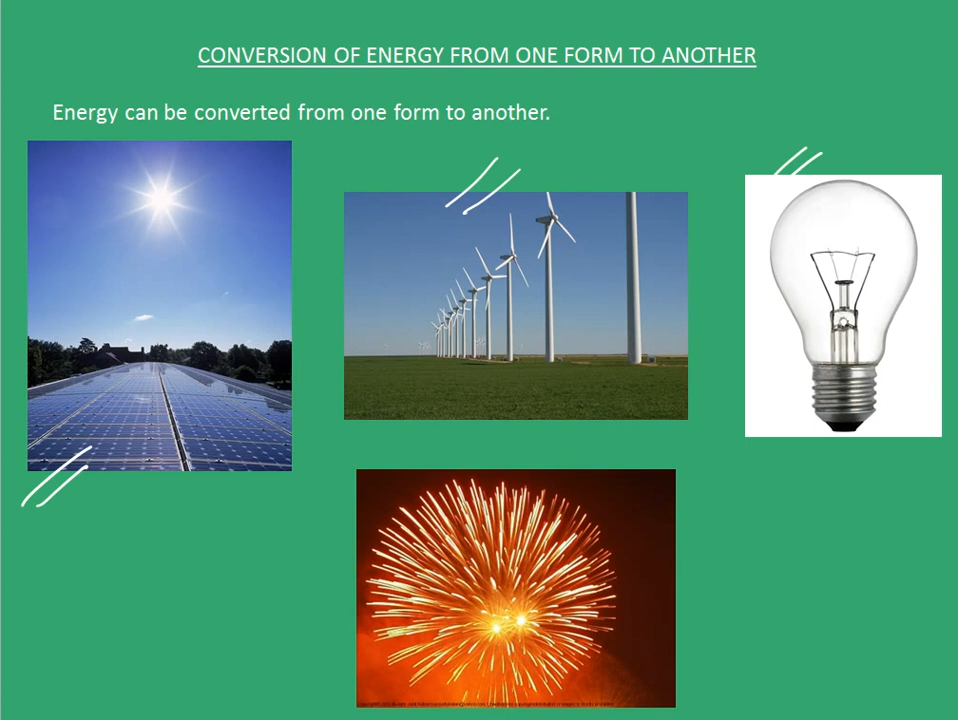 CONVERSION OF ENERGY FROM ONE FORM TO ANOTHER
Energy can be converted from one form to another.